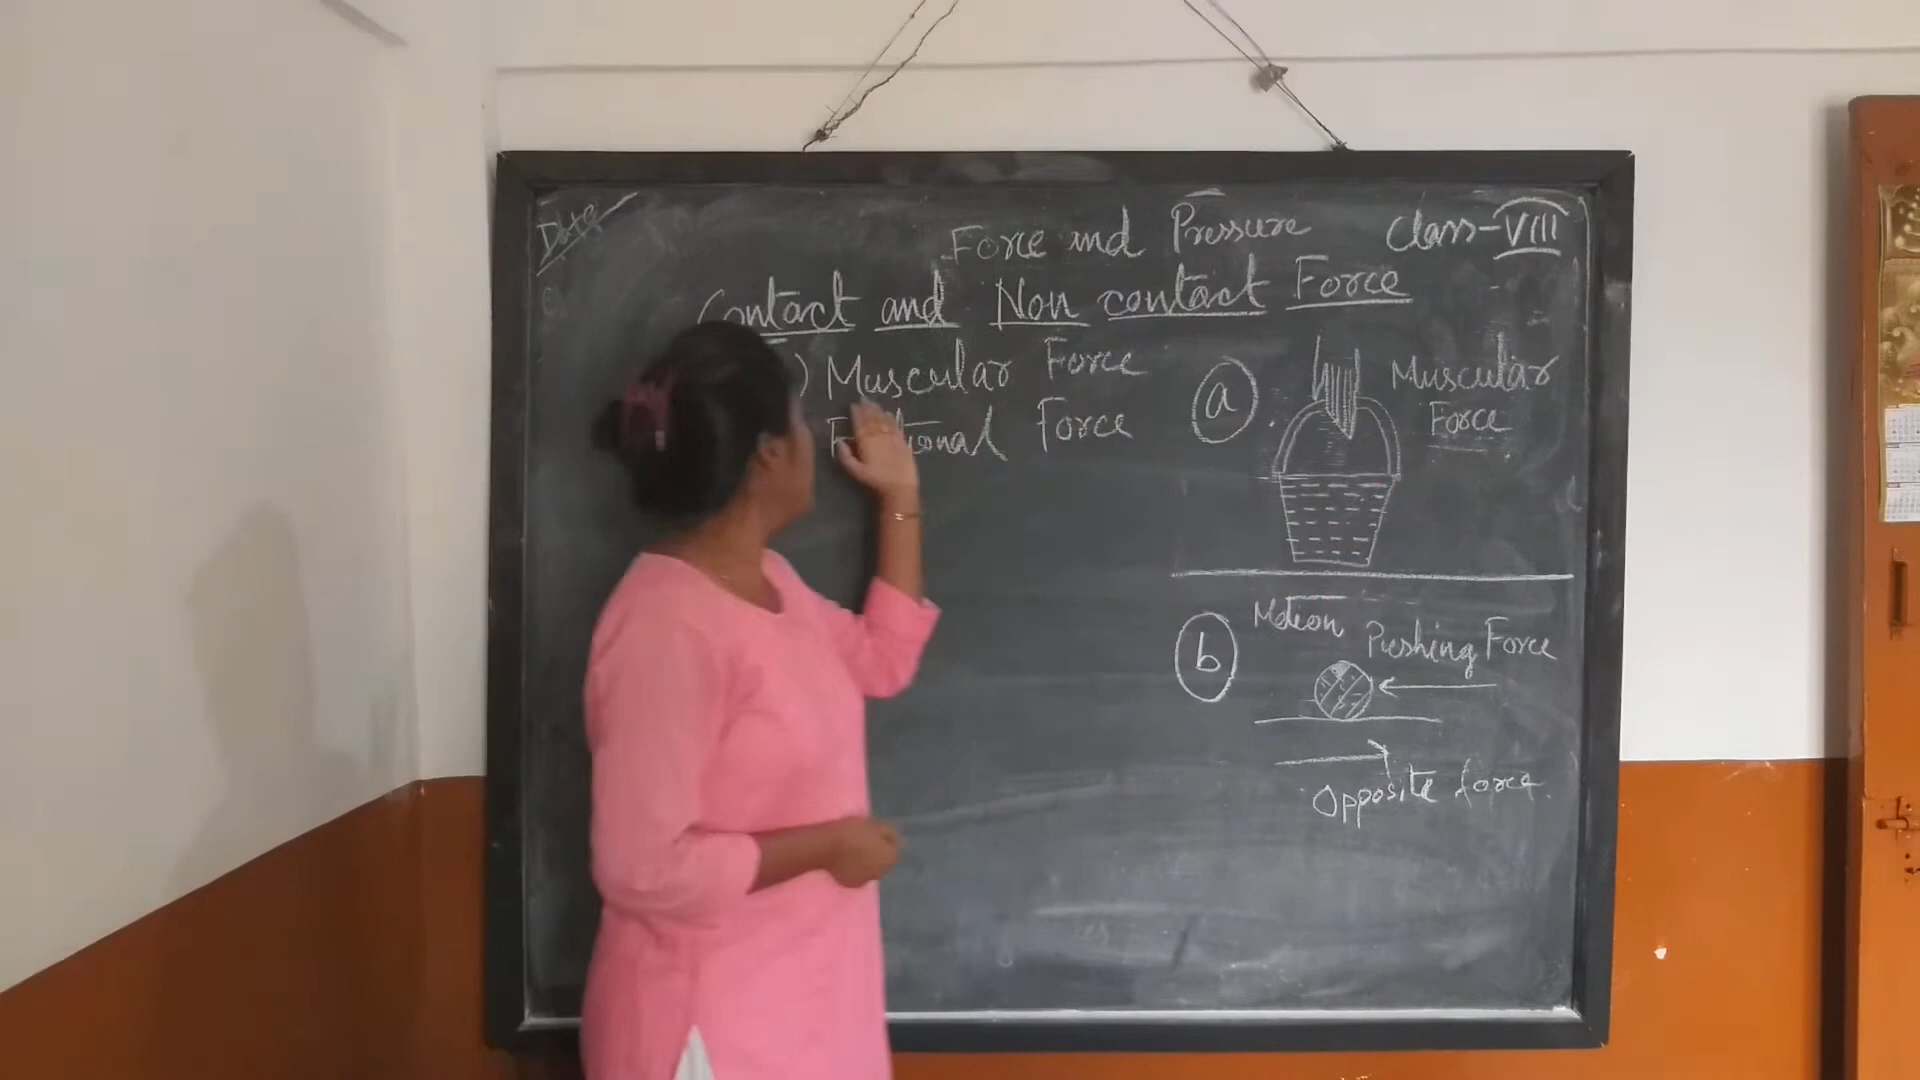 Date
Force and Pressure
Class-VIII
Contact and Non contact Force
) Muscular Force
Force
a
Muscular
Force
b
Motion
Pushing Force
Opposite force.